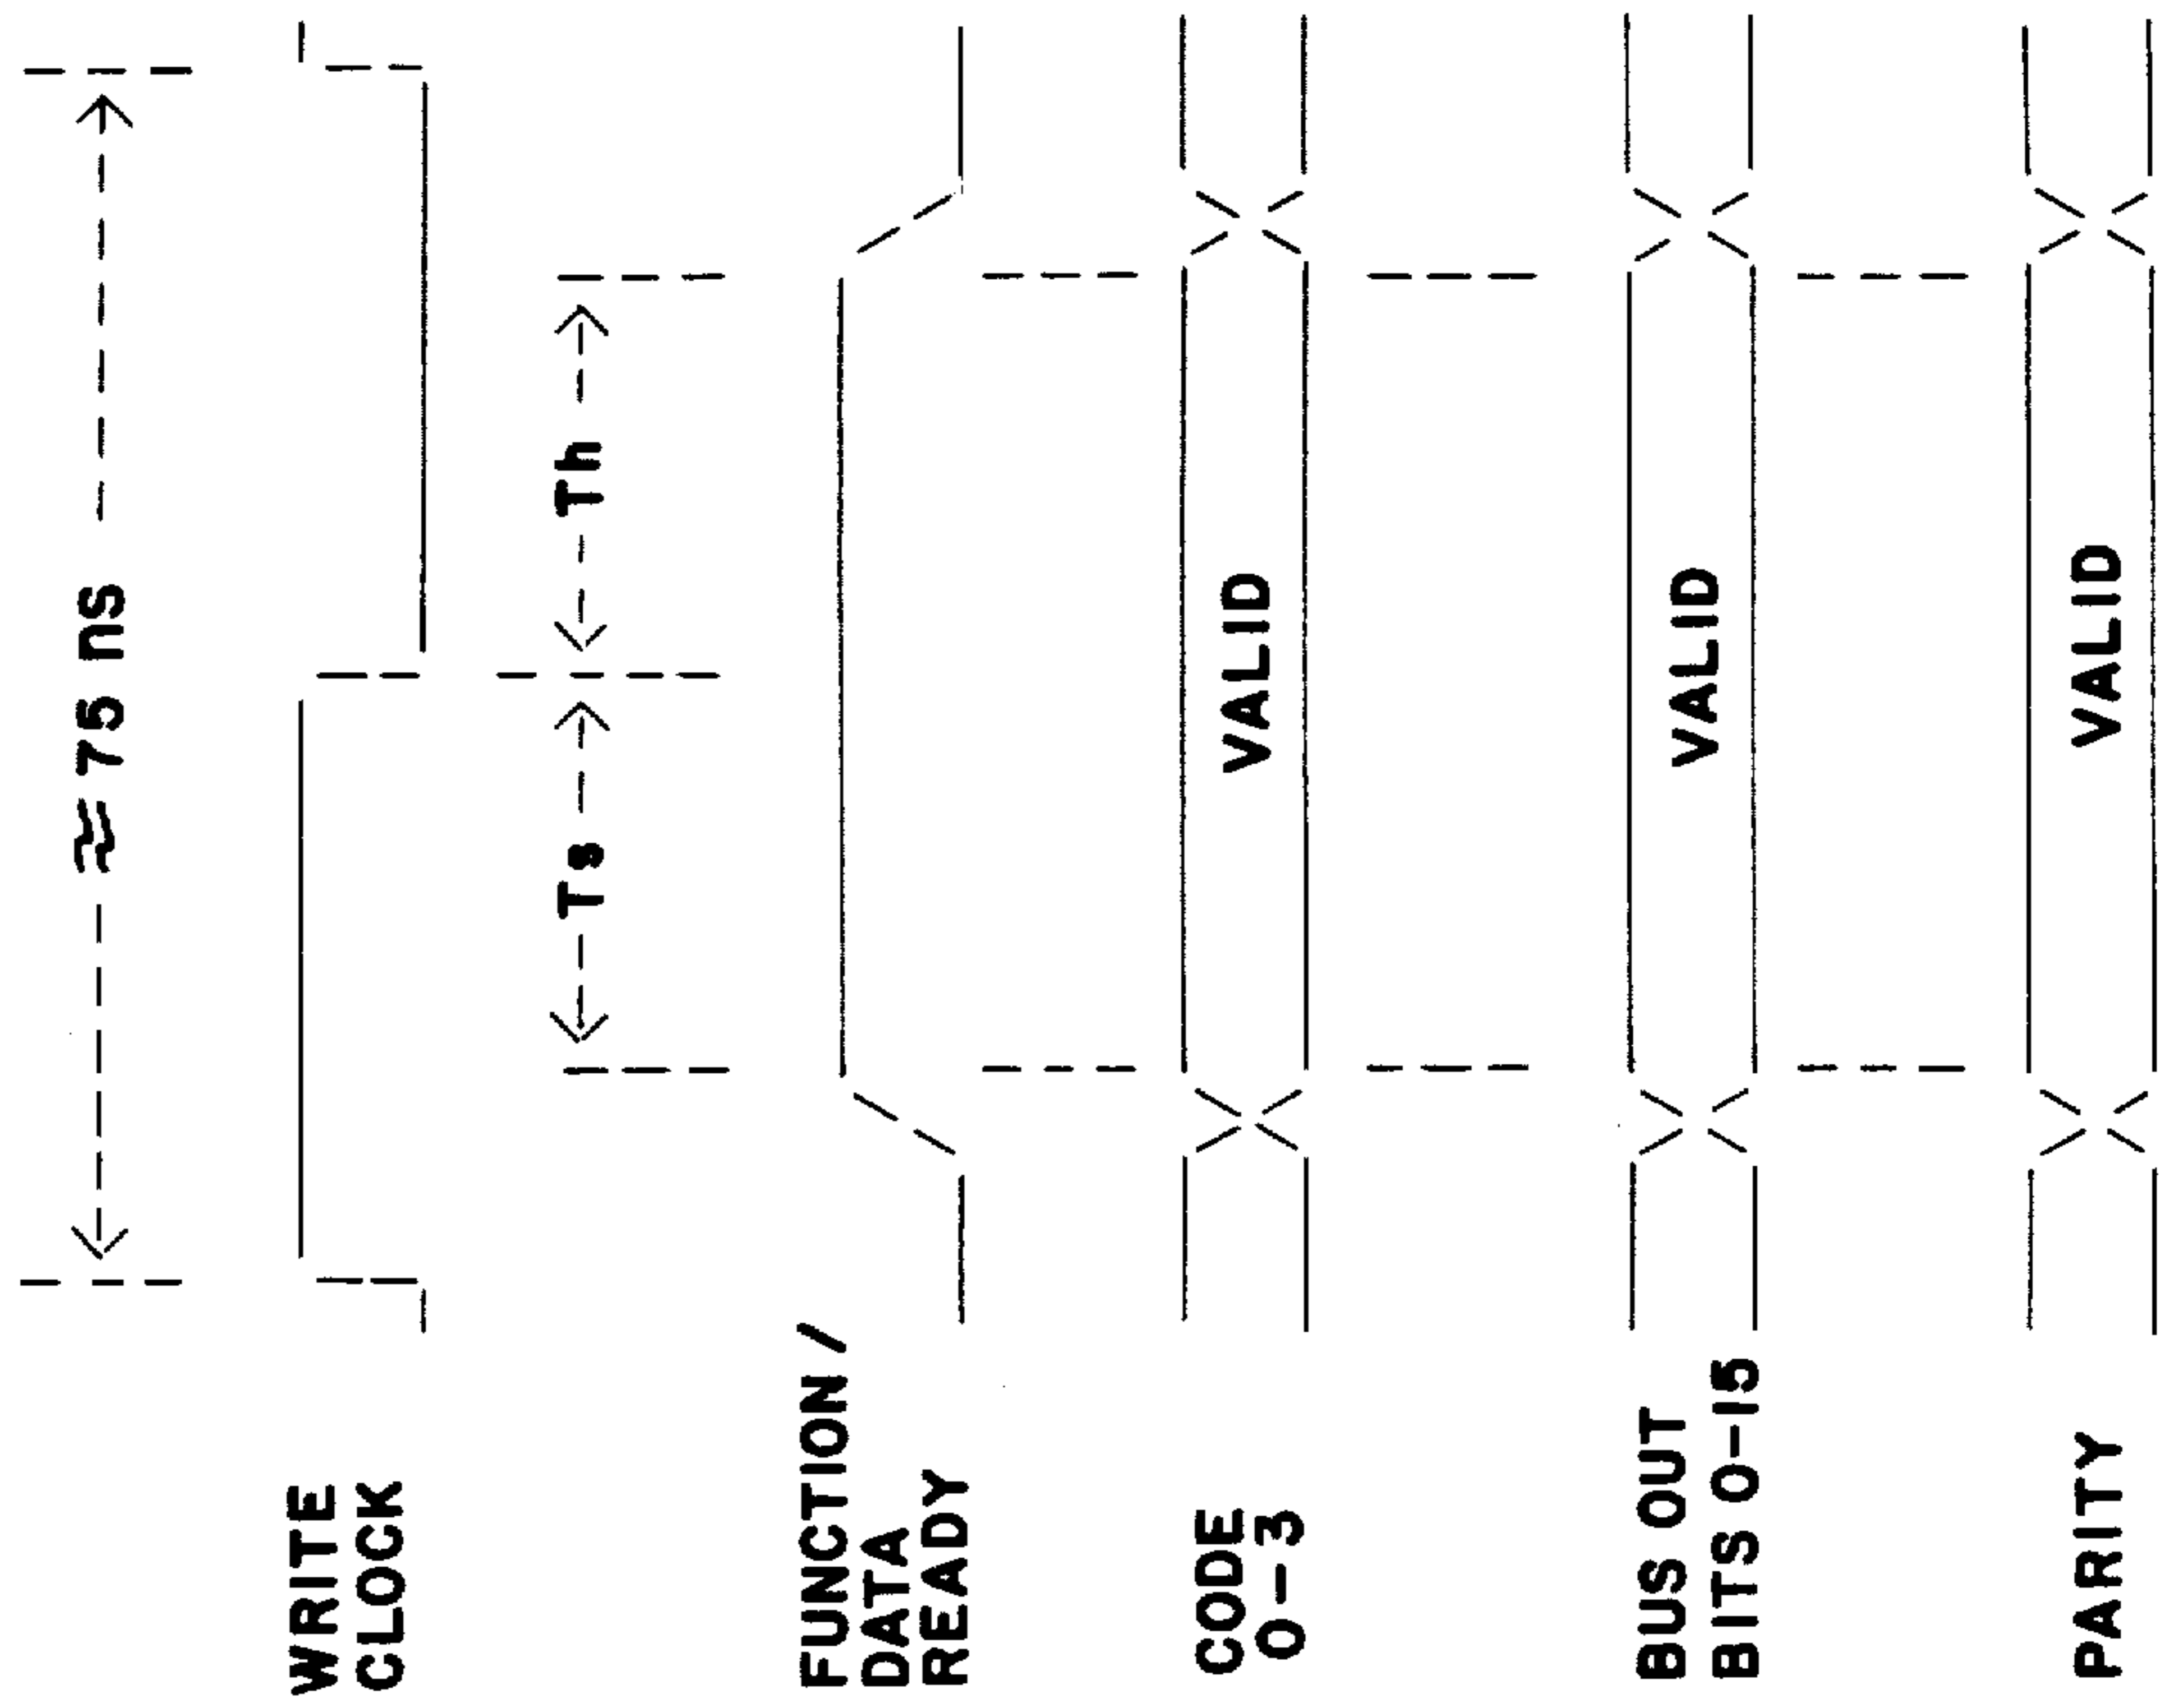 ≈ 75 ns
WRITE
CLOCK
Ts
Th
FUNCTION /
DATA
READY
CODE
0-3
VALID
BUS OUT
BITS 0-15
VALID
PARITY
VALID